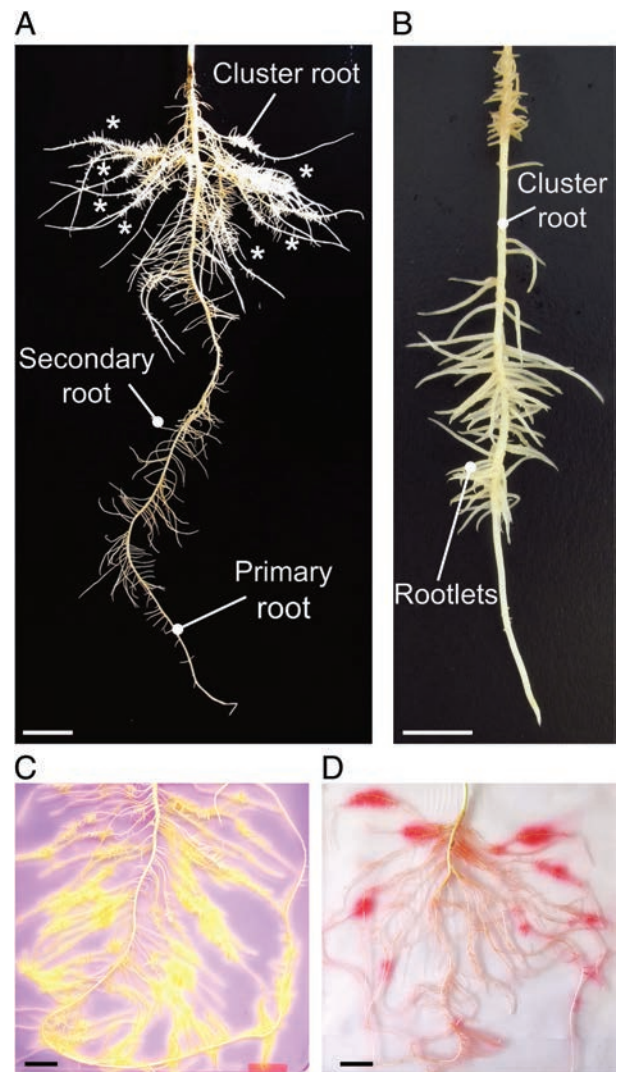 A
Cluster root
*
*
*
*
*
*
*
Secondary
root
Primary
root
B
Cluster
root
Rootlets
C
D